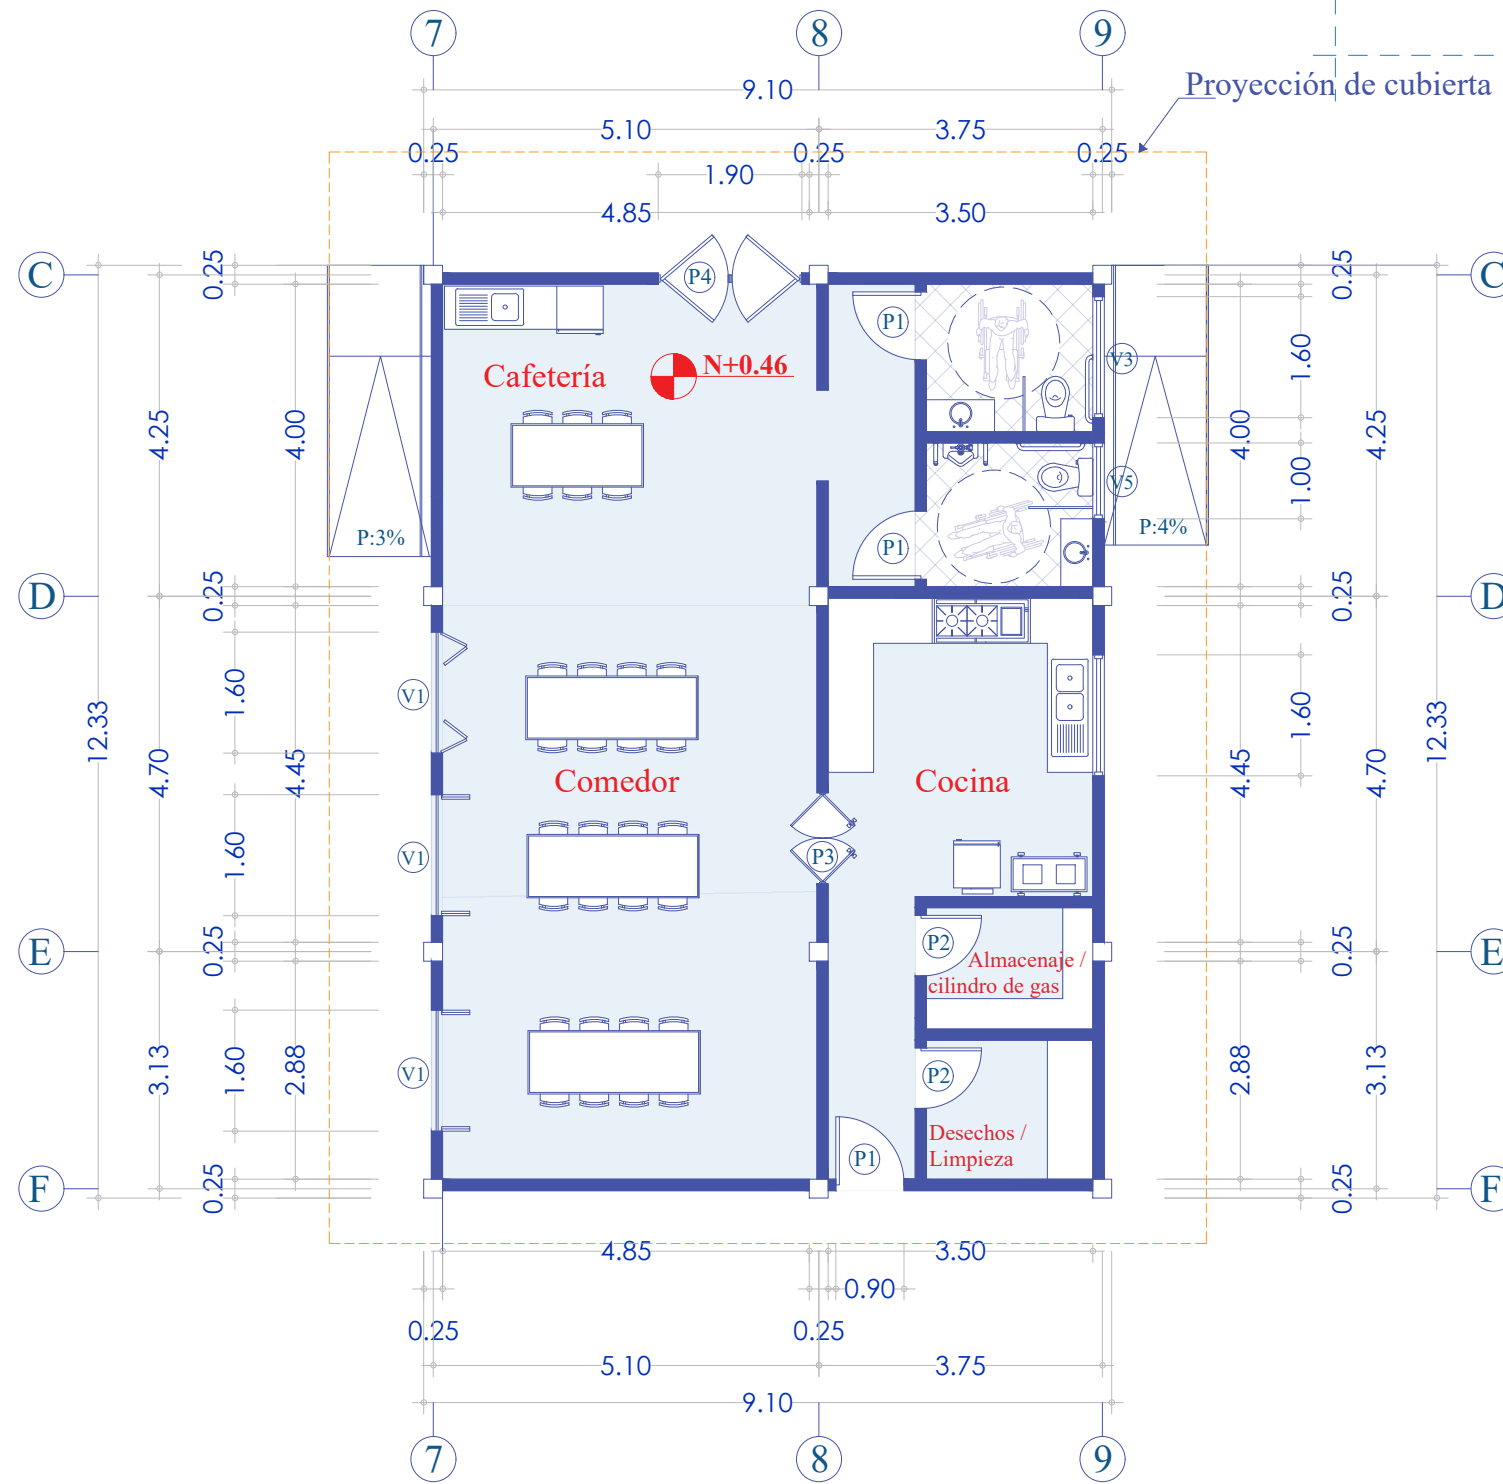 7
8
9
Proyección de cubierta
9.10
5.10
3.75
0.25
0.25
0.25
1.90
4.85
3.50
C
0.25
P4
P1
0.25
C
Cafetería
N+0.46
V3
1.60
4.25
4.00
4.00
4.25
V5
1.00
P:3%
P1
P:4%
D
0.25
0.25
D
V1
1.60
1.60
12.33
4.70
4.45
Comedor
Cocina
4.45
4.70
12.33
1.60
V1
P3
E
0.25
P2
Almacenaje /
cilindro de gas
0.25
E
3.13
1.60
2.88
V1
P2
2.88
3.13
Desechos /
Limpieza
P1
F
0.25
0.25
F
4.85
3.50
0.90
0.25
0.25
5.10
3.75
9.10
7
8
9